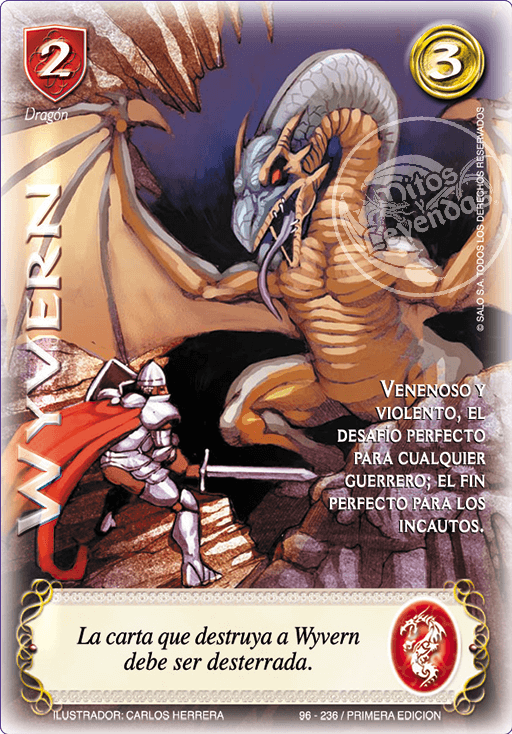 2
3
Dragón
WYVERN
Mitos
y
Leyendas
© SALO S.A. TODOS LOS DERECHOS RESERVADOS
VENENOSO Y
VIOLENTO, EL
DESAFÍO PERFECTO
PARA CUALQUIER
GUERRERO; EL FIN
PERFECTO PARA LOS
INCAUTOS.
La carta que destruya a Wyvern
debe ser desterrada.
ILUSTRADOR: CARLOS HERRERA
96 - 236 / PRIMERA EDICION